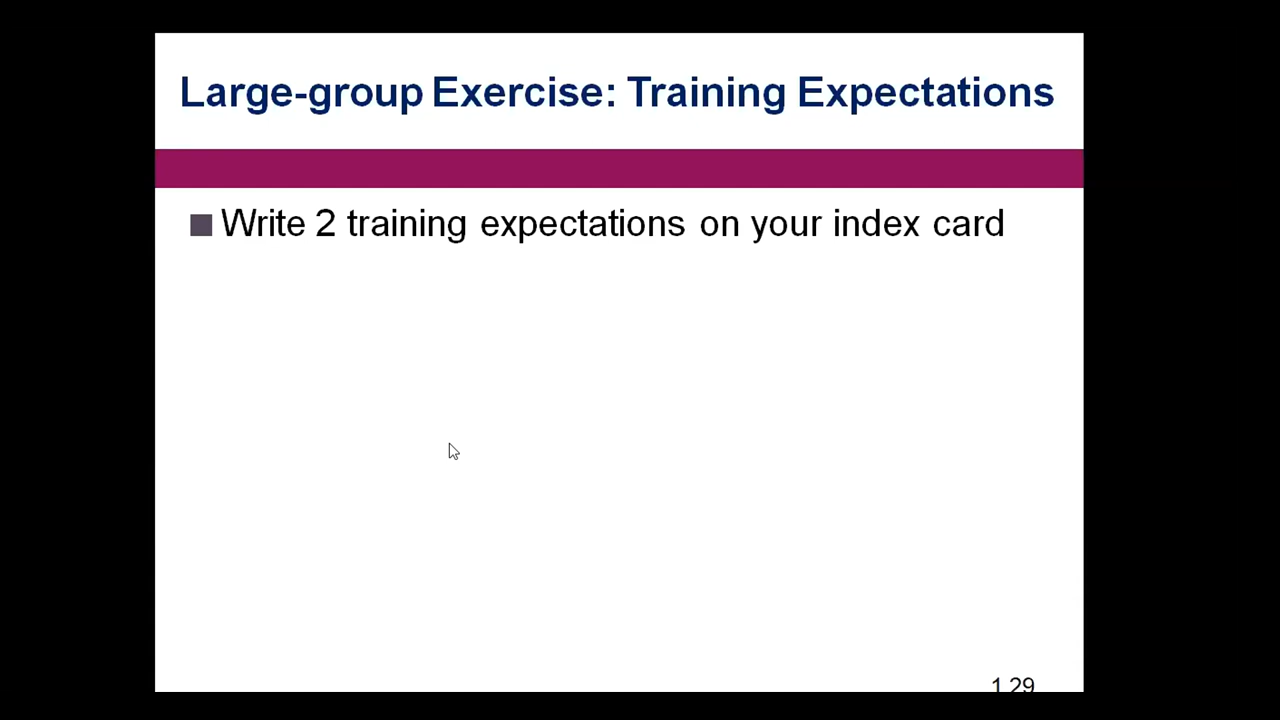 Large-group Exercise: Training Expectations
Write 2 training expectations on your index card
1.29